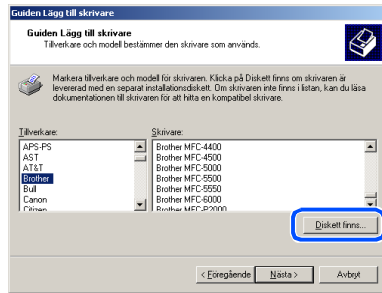 Guiden Lägg till skrivare
Guiden Lägg till skrivare
Tillverkare och modell bestämmer den skrivare som används.
Markera tillverkare och modell för skrivaren. Klicka på Diskett finns om skrivaren är
levererad med en separat installationsdiskett. Om skrivaren inte finns i listan, kan du läsa
dokumentationen till skrivaren för att hitta en kompatibel skrivare.
Tillverkare:
APS-PS
AST
AT&T
Brother
Bull
Canon
Citizen
Skrivare:
Brother MFC-4400
Brother MFC-4500
Brother MFC-5000
Brother MFC-5500
Brother MFC-5550
Brother MFC-6000
Brother MFC-P2000
Diskett finns...
< Föregående
Nästa >
Avbryt